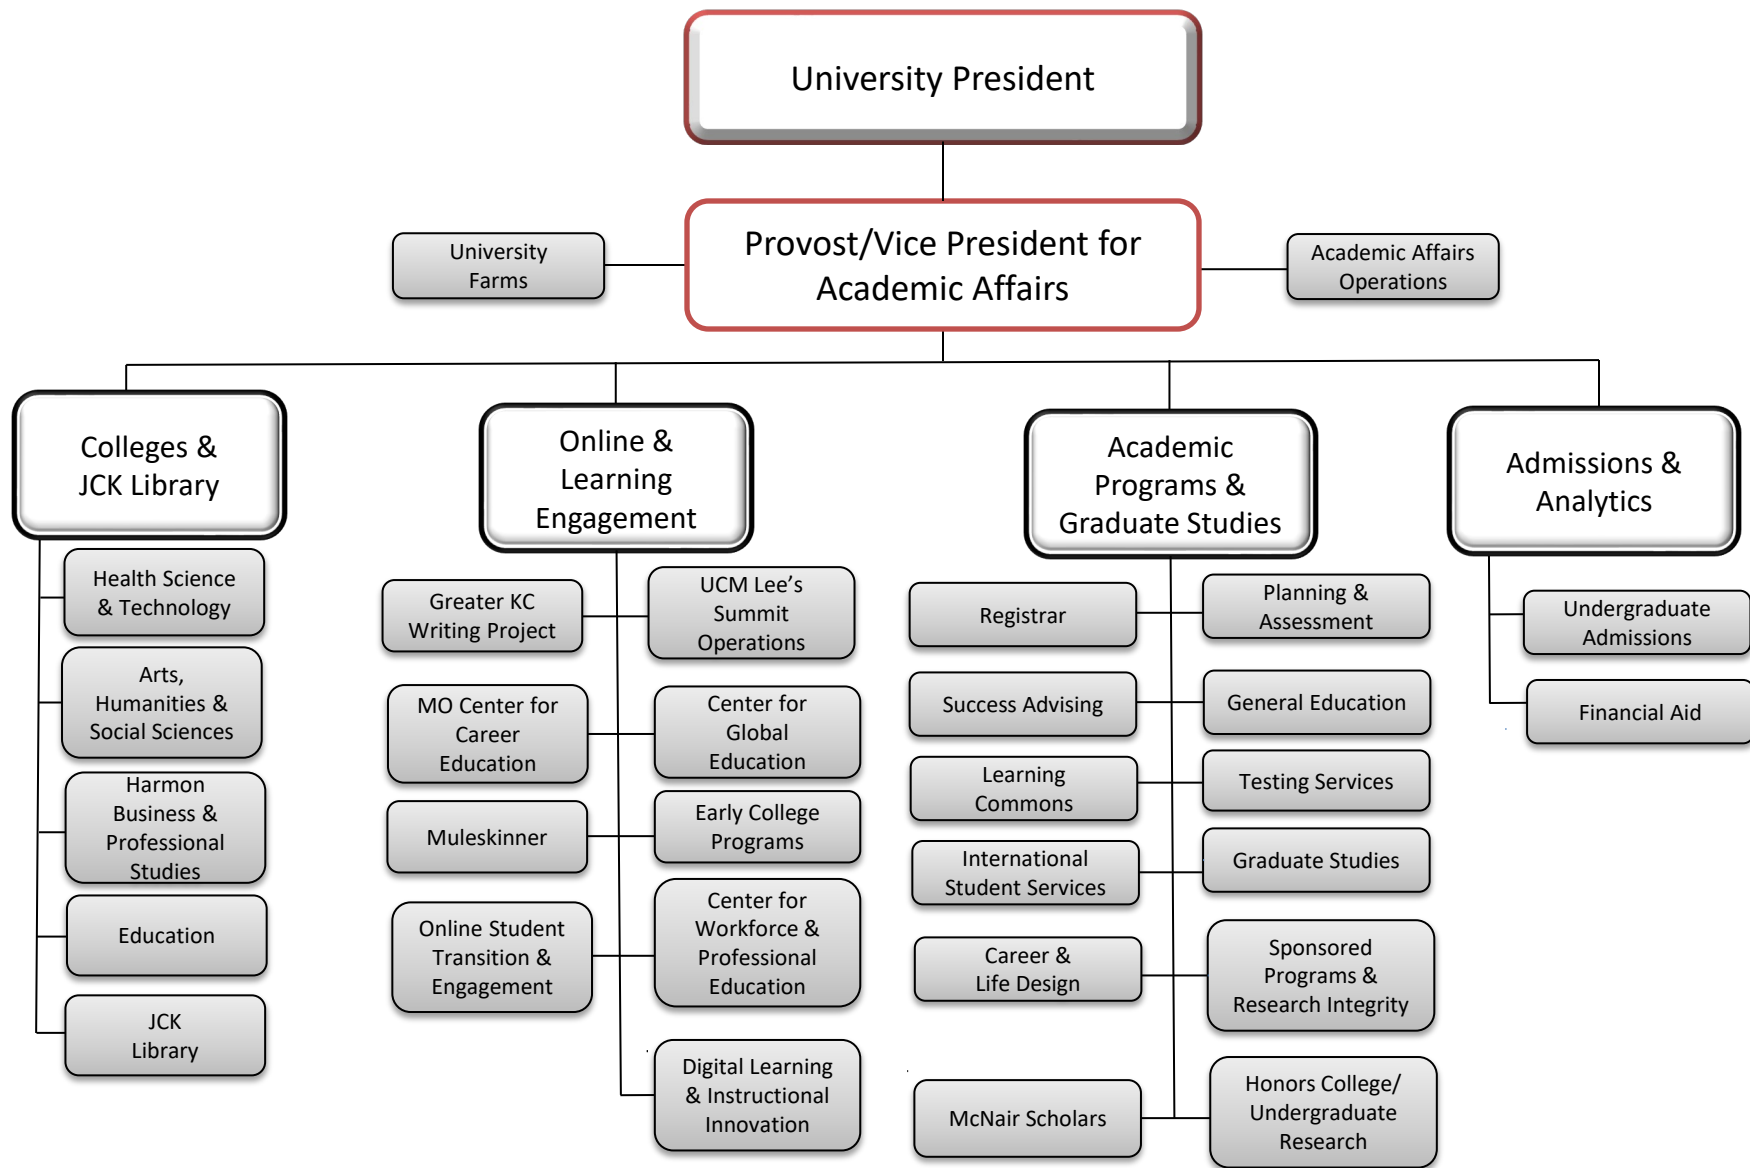 University President
Provost/Vice President for
Academic Affairs
University
Farms
Academic Affairs
Operations
Colleges &
JCK Library
Health Science
& Technology
Arts,
Humanities &
Social Sciences
Harmon
Business &
Professional
Studies
Education
JCK
Library
Online &
Learning
Engagement
Greater KC
Writing Project
UCM Lee’s
Summit
Operations
MO Center for
Career
Education
Center for
Global
Education
Muleskinner
Early College
Programs
Online Student
Transition &
Engagement
Center for
Workforce &
Professional
Education
Digital Learning
& Instructional
Innovation
Academic
Programs &
Graduate Studies
Registrar
Planning &
Assessment
Success Advising
General Education
Learning
Commons
Testing Services
International
Student Services
Graduate Studies
Career &
Life Design
Sponsored
Programs &
Research Integrity
McNair Scholars
Honors College/
Undergraduate
Research
Admissions &
Analytics
Undergraduate
Admissions
Financial Aid